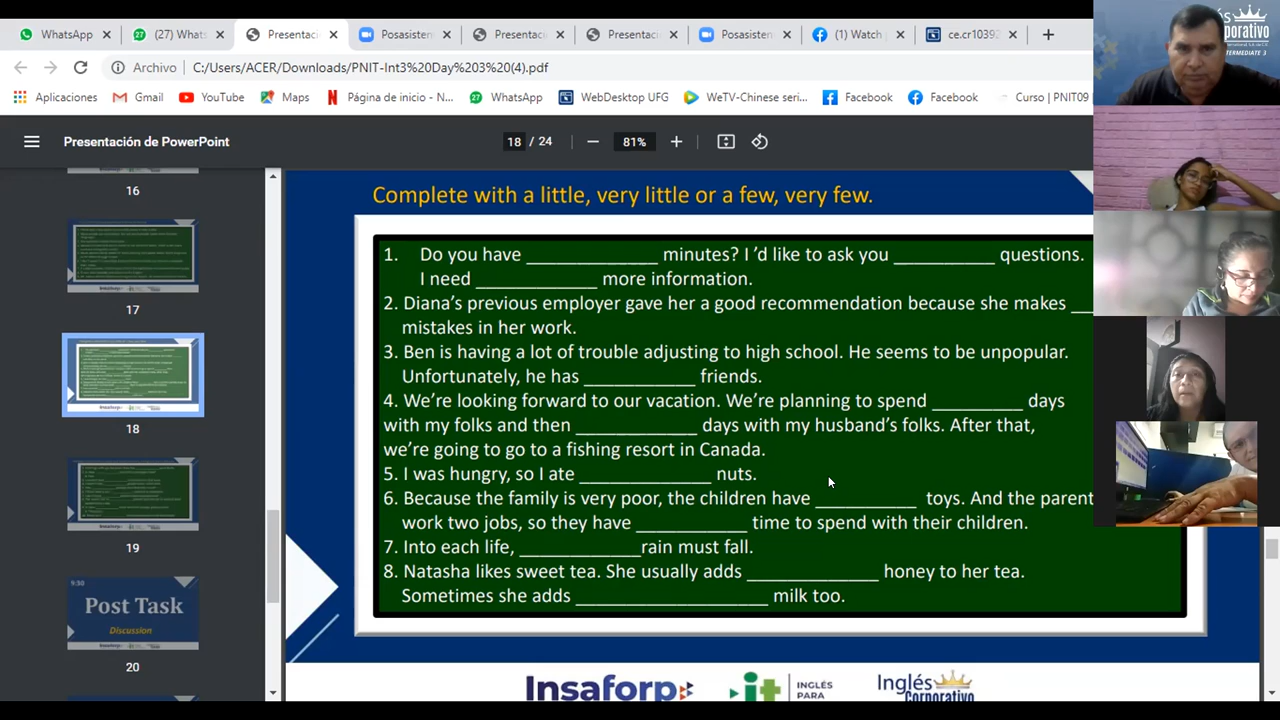 WhatsApp
(27) Whats
Presentaci
Posasisten
Presentaci
Presentaci
Posasisten
(1) Watch
ce.cr10392
Archivo C:/Users/ACER/Downloads/PNIT-Int3%20Day%203%20(4).pdf
Aplicaciones
Gmail
YouTube
Maps
Página de inicio - N...
WhatsApp
WebDesktop UFG
WeTV-Chinese seri...
Facebook
Facebook
Curso | PNIT09
Presentación de PowerPoint
18 / 24
81%
16
17
18
19
9:30
Post Task
Discussion
20
Complete with a little, very little or a few, very few.
1. Do you have _____________ minutes? I 'd like to ask you __________ questions.
I need ____________ more information.
2. Diana's previous employer gave her a good recommendation because she makes ___
mistakes in her work.
3. Ben is having a lot of trouble adjusting to high school. He seems to be unpopular.
Unfortunately, he has ___________ friends.
4. We're looking forward to our vacation. We're planning to spend _________ days
with my folks and then ____________ days with my husband's folks. After that,
we're going to go to a fishing resort in Canada.
5. I was hungry, so I ate _____________ nuts.
6. Because the family is very poor, the children have __________ toys. And the parent
work two jobs, so they have ___________ time to spend with their children.
7. Into each life, ____________rain must fall.
8. Natasha likes sweet tea. She usually adds _____________ honey to her tea.
Sometimes she adds ___________________ milk too.
Insaforp
it INGLÉS
PARA
Inglés
Corporativo
és
orporativo
INTERMEDIATE 3